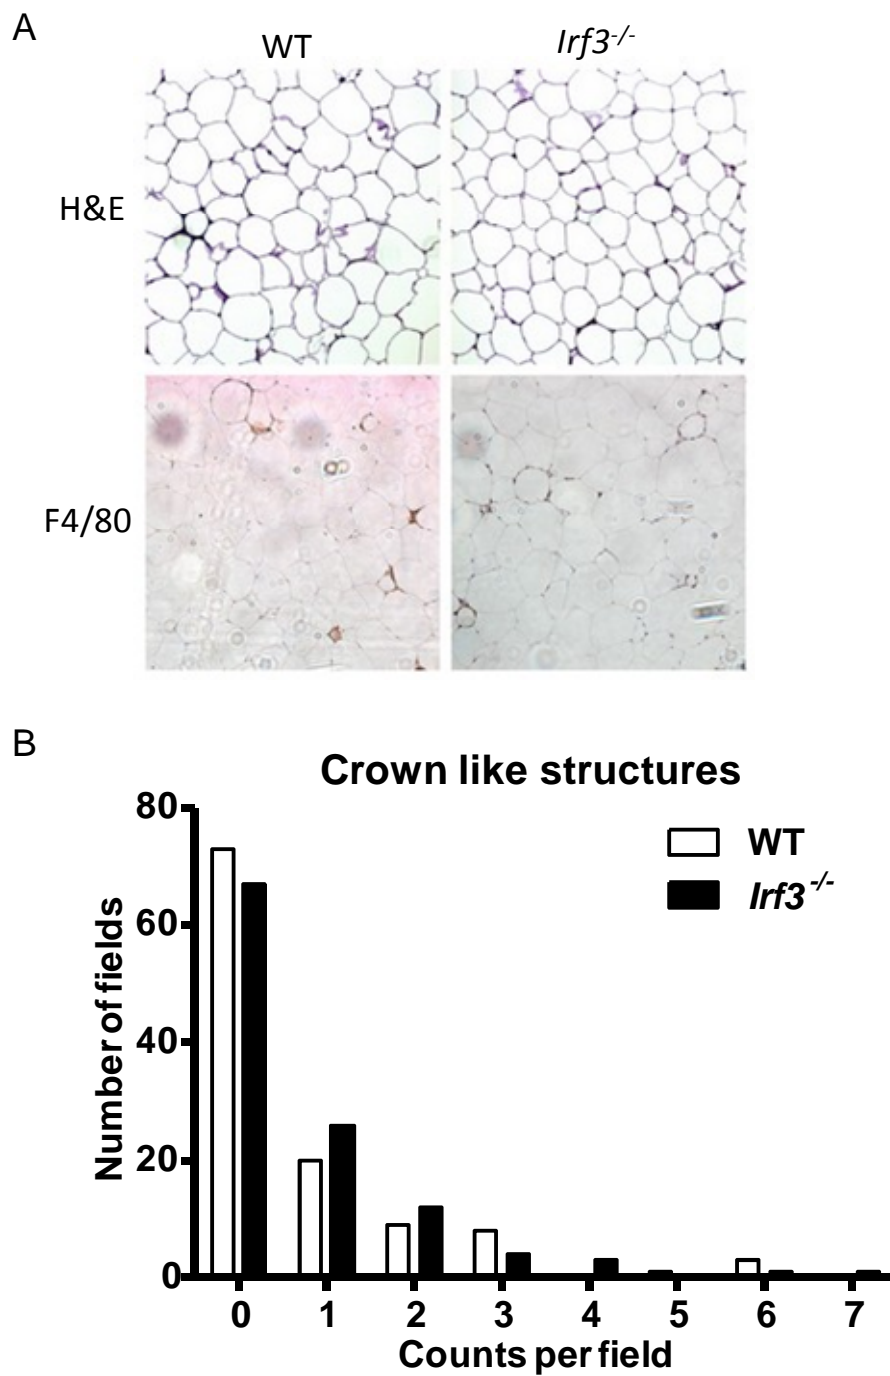 A
WT Irf3-/-
H&E
F4/80
B
Crown like structures
80
60
40
20
0
Number of fields
WT
Irf3 -/-
0 1 2 3 4 5 6 7
Counts per field